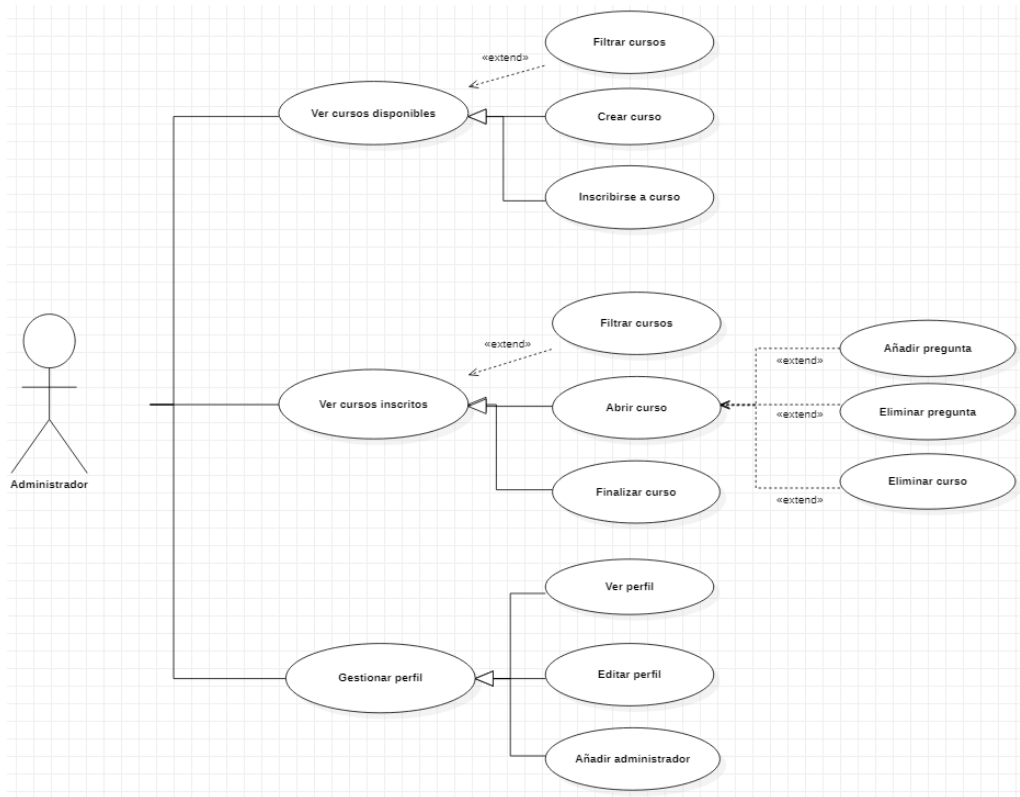 Filtrar cursos
«extend»
Ver cursos disponibles
Crear curso
Inscribirse a curso
Filtrar cursos
«extend»
Añadir pregunta
«extend»
Ver cursos inscritos
Abrir curso
Eliminar pregunta
«extend»
Administrador
Finalizar curso
Eliminar curso
«extend»
Ver perfil
Gestionar perfil
Editar perfil
Añadir administrador